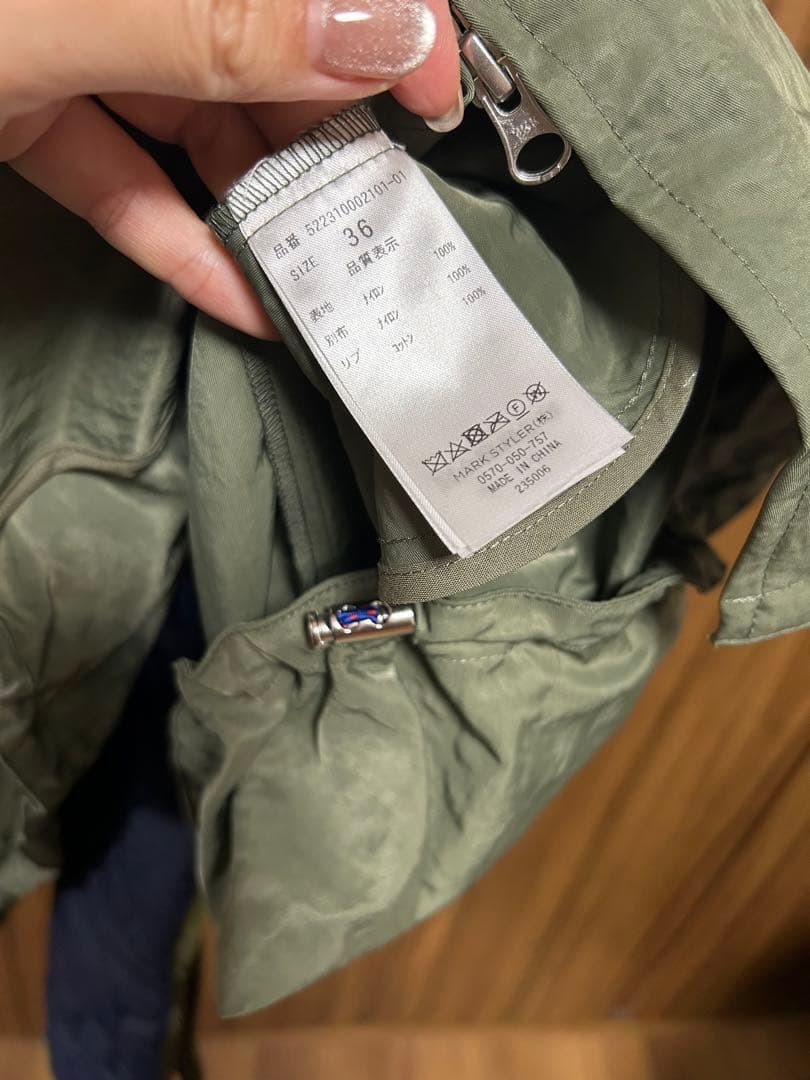 品番 522310002101-01
SIZE 36
品質表示
表地 ナイロン 100%
別布 ナイロン 100%
リブ コットン 100%
F
MARK STYLER(株)
0570-050-757
MADE IN CHINA
235006